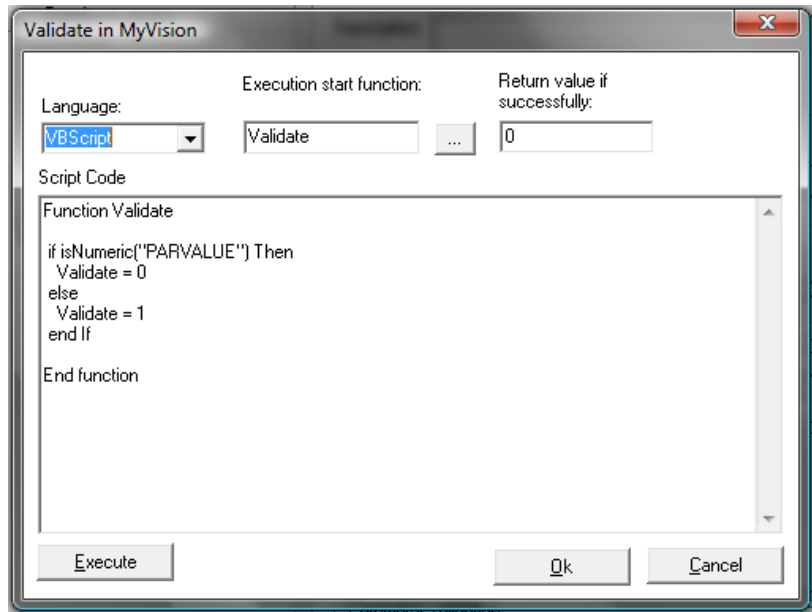 Validate in MyVision
Language:
Execution start function:
Return value if
successfully:
VBScript
Validate
...
0
Script Code
Function Validate
if isNumeric("PARVALUE") Then
Validate = 0
else
Validate = 1
end If
End function
Execute
Ok
Cancel